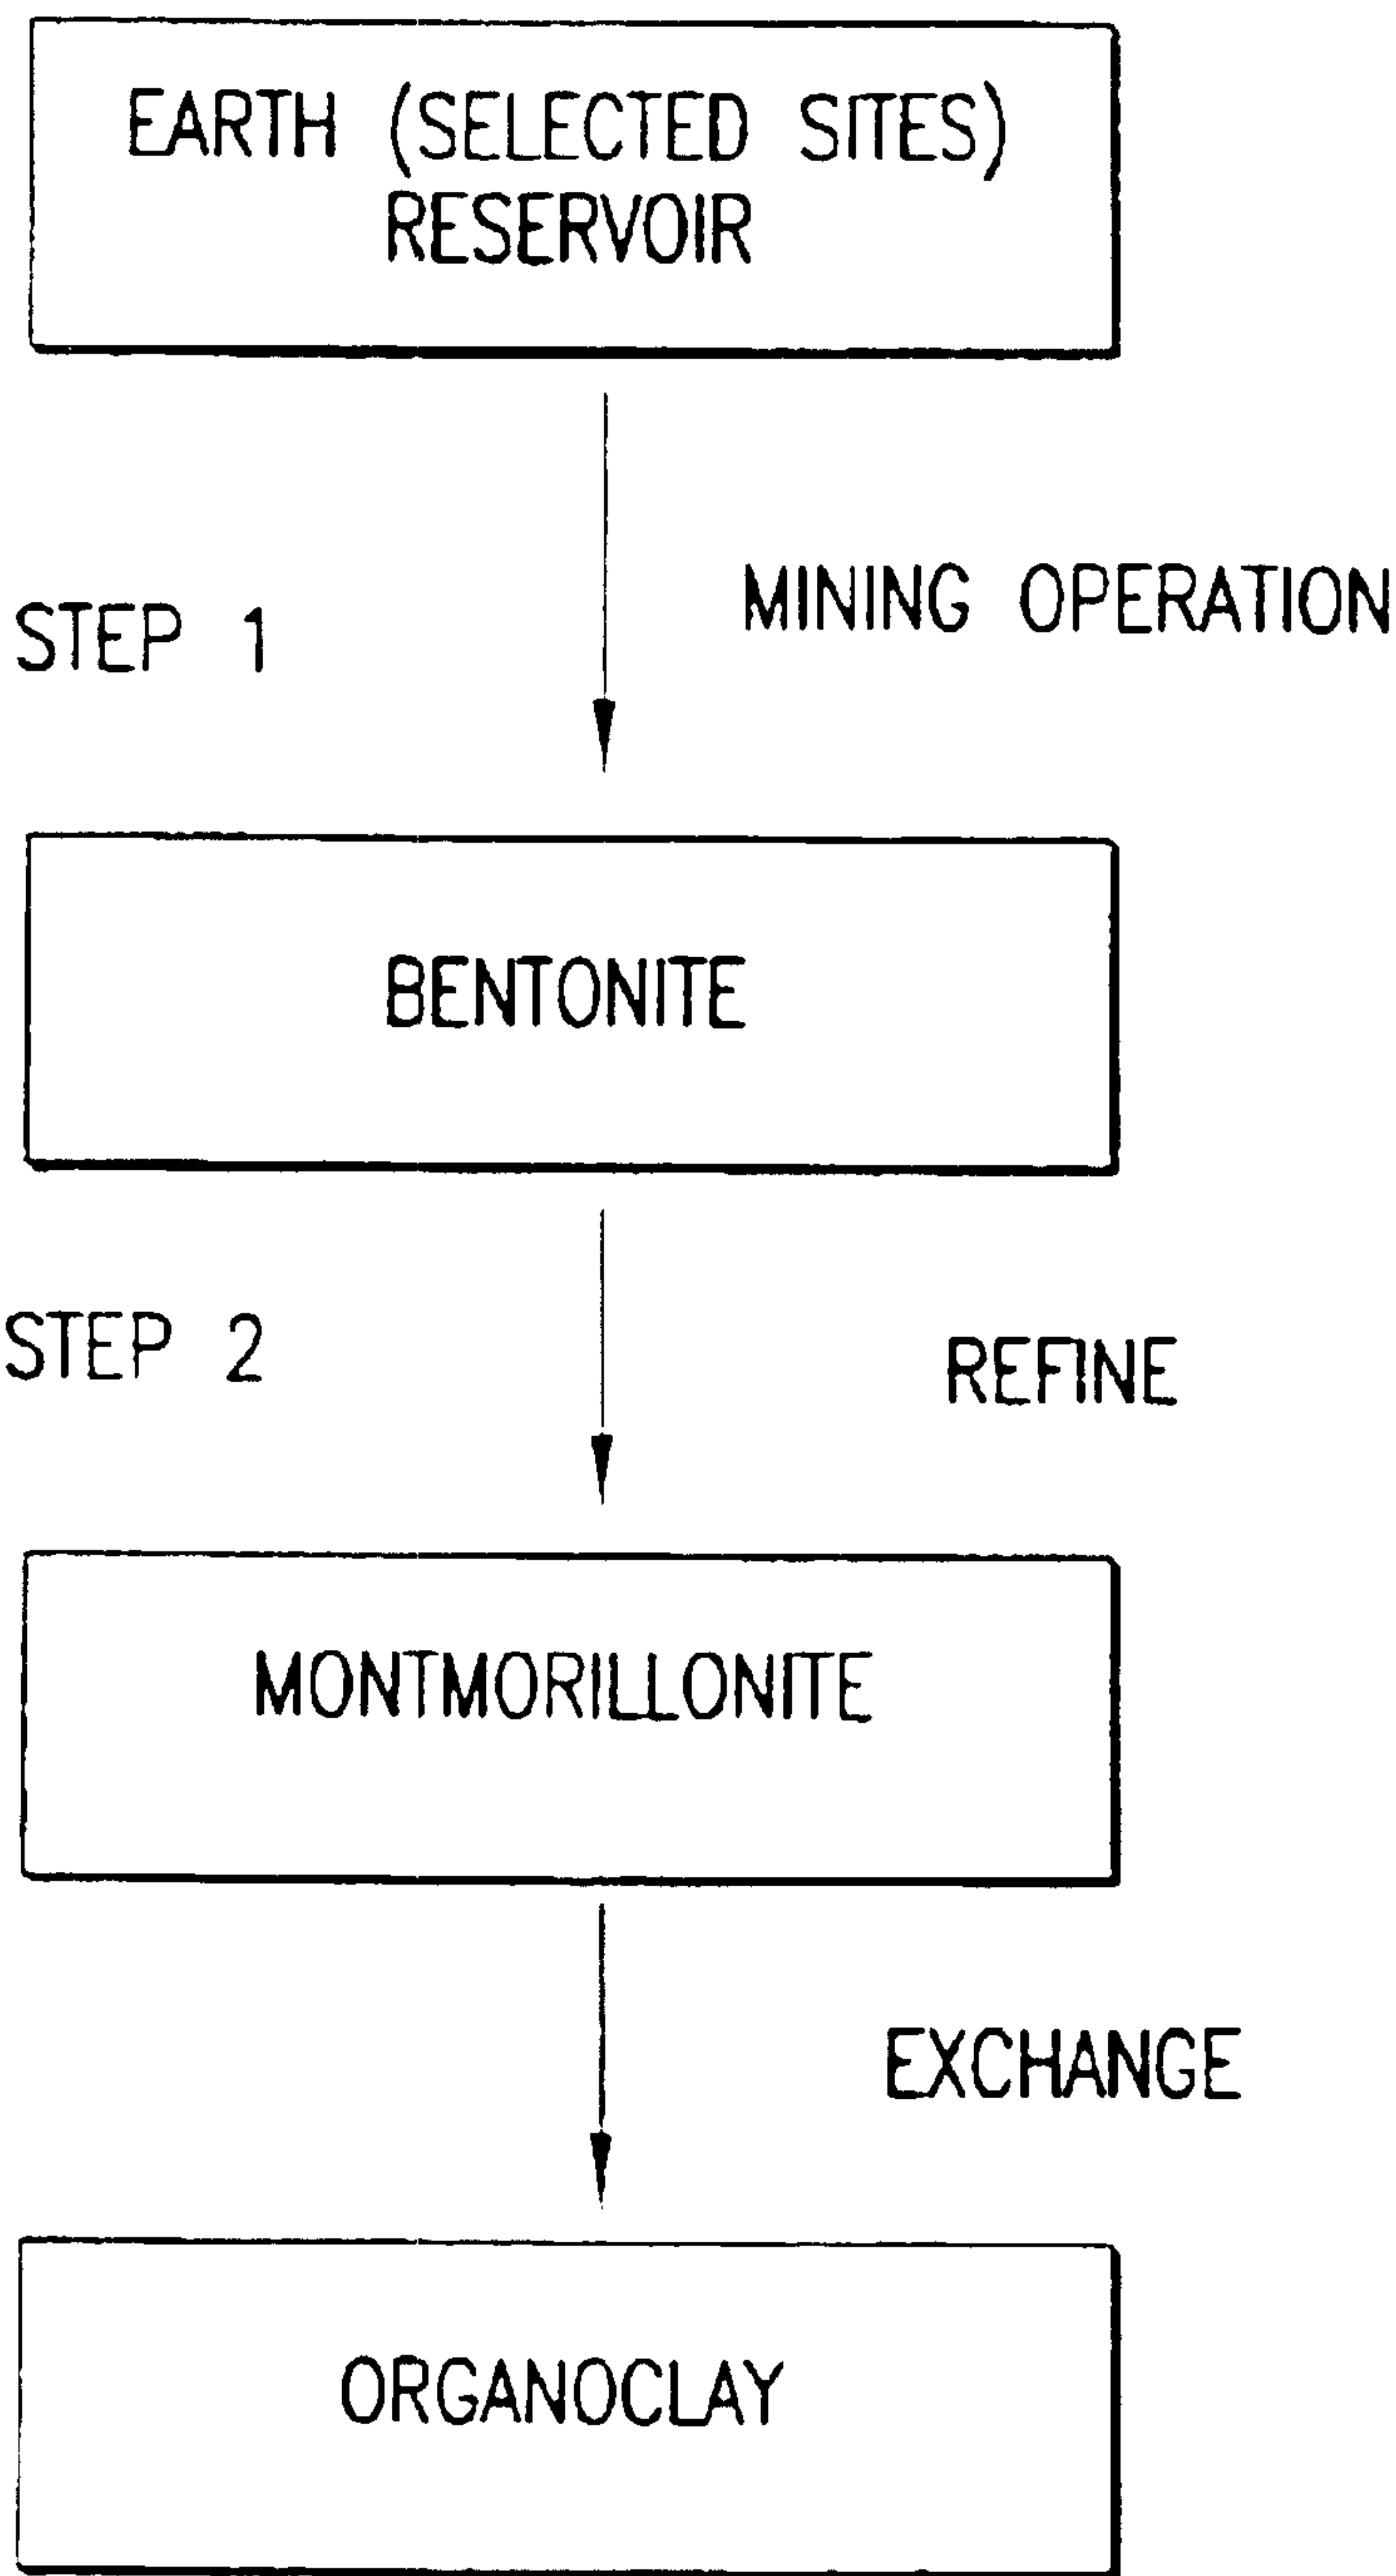 EARTH (SELECTED SITES)
RESERVOIR
MINING OPERATION
STEP 1
BENTONITE
STEP 2
REFINE
MONTMORILLONITE
EXCHANGE
ORGANOCLAY